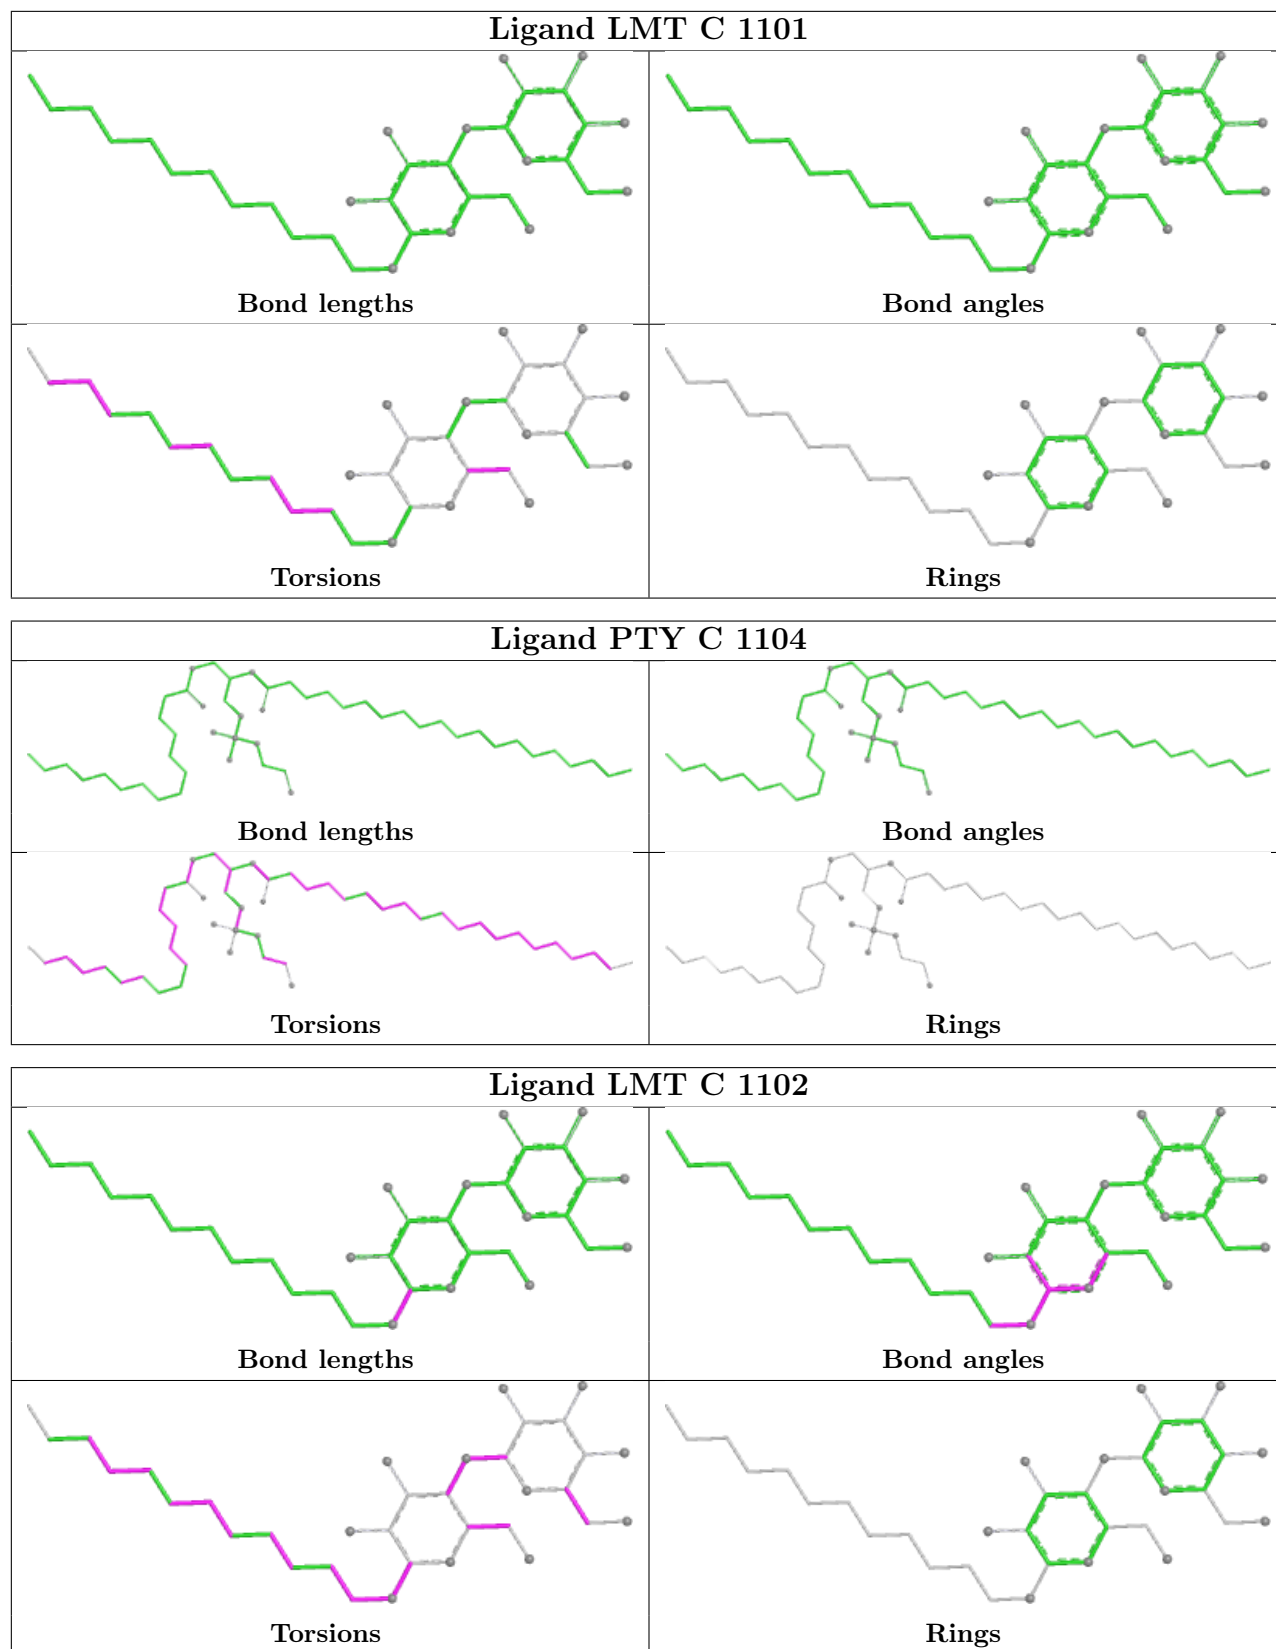 Ligand LMT C 1101
Bond lengths
Bond angles
Torsions
Rings
Ligand PTY C 1104
Bond lengths
Bond angles
Torsions
Rings
Ligand LMT C 1102
Bond lengths
Bond angles
Torsions
Rings